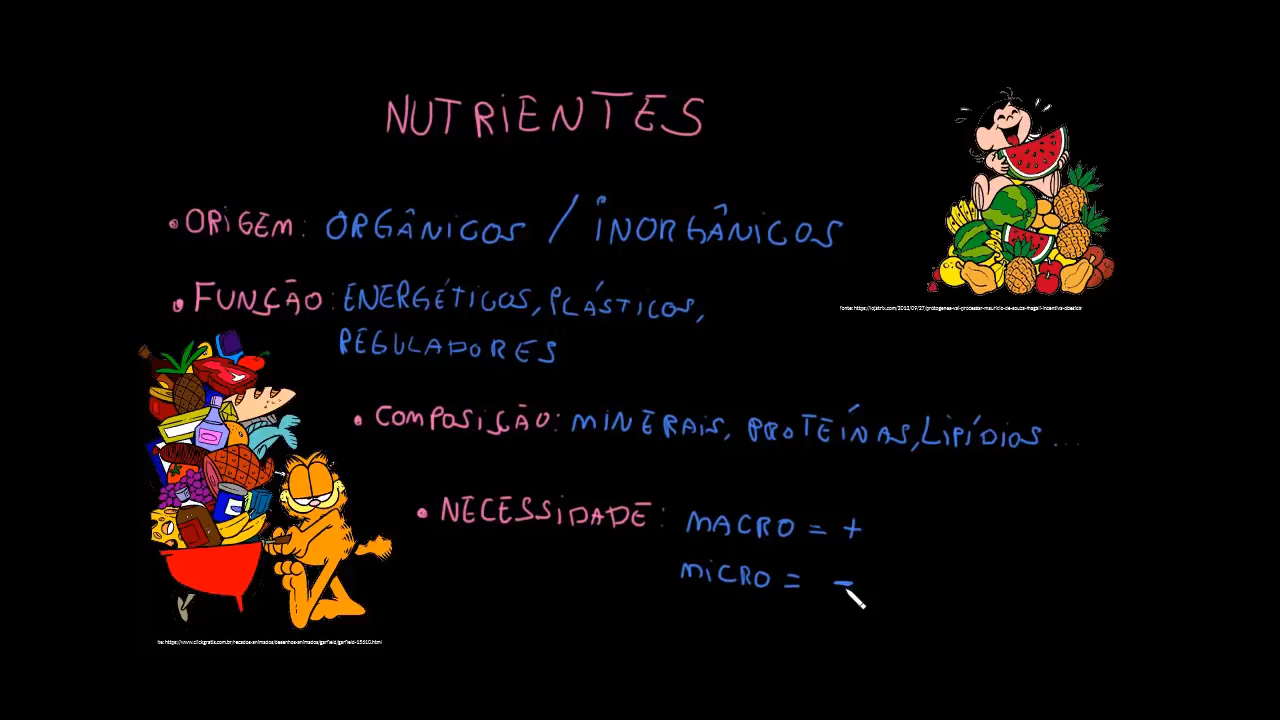 NUTRIENTES
• ORIGEM: ORGÂNICOS / INORGÂNICOS
• FUNÇÃO: ENERGÉTICOS, PLÁSTICOS,
REGULADORES
• COMPOSIÇÃO: MINERAIS, PROTEÍNAS, LIPÍDIOS ...
• NECESSIDADE: MACRO = +
MICRO = -